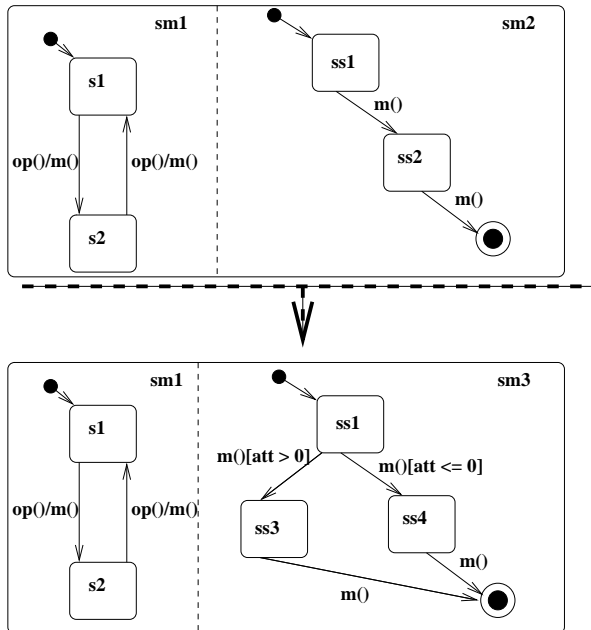 sm1
sm2
s1
ss1
m()
op()/m()
op()/m()
ss2
m()
s2
sm1
sm3
s1
ss1
m()[att > 0]
m()[att <= 0]
op()/m()
op()/m()
ss3
ss4
m()
s2
m()